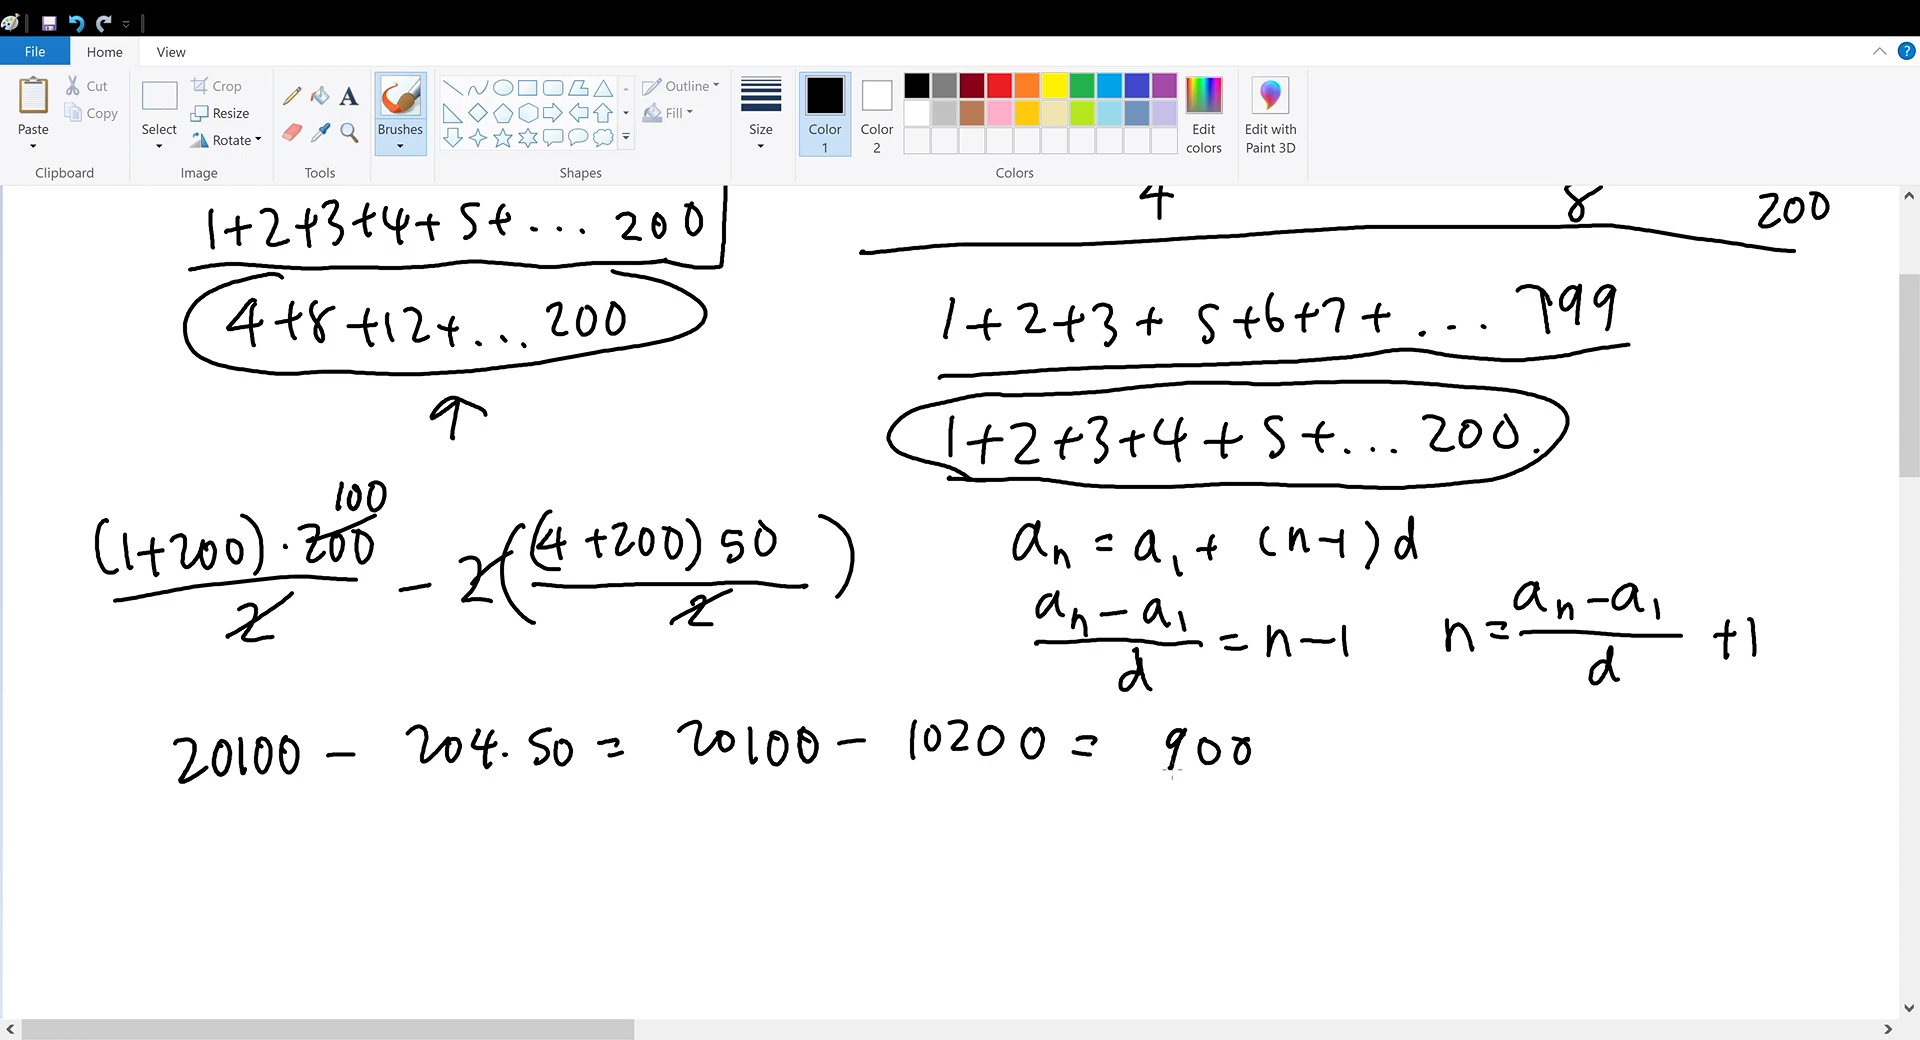 File Home View
Paste Cut Copy Clipboard
Select Crop Resize Rotate Image
Tools
Brushes
Outline Fill Shapes
Size
Color 1 Color 2 Edit colors Colors
Edit with Paint 3D
1+2+3+4+5+... 200
4+8+12+... 200
4 8 200
1+2+3+ 5+6+7+ ... 799
1+2+3+4+5+... 200.
(1+200)·200 100 / 2 - 2((4+200)50 / 2)
aₙ = a₁ + (n-1)d
(aₙ-a₁)/d = n-1 n = (aₙ-a₁)/d +1
20100 - 204.50 = 20100 - 10200 = 900